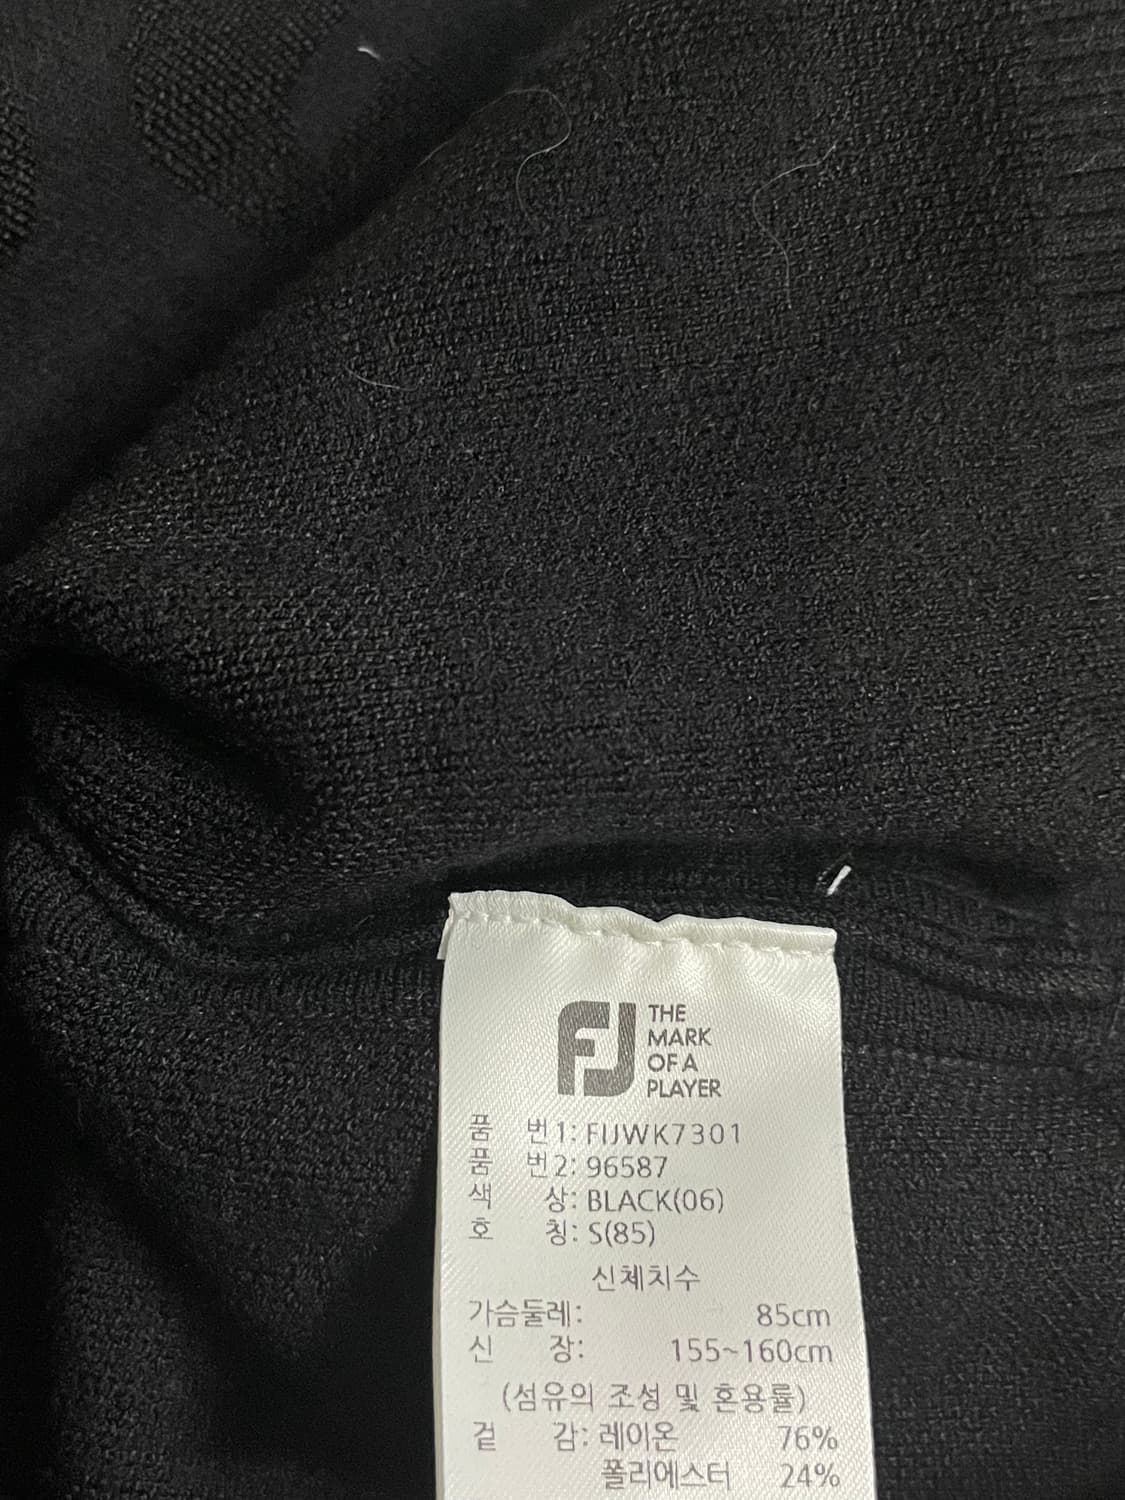 FJ THE
MARK
OF A
PLAYER
품 번1: FIJWK7301
품 번2: 96587
색 상: BLACK(06)
호 칭: S(85)
신체치수
가슴둘레: 85cm
신 장: 155~160cm
(섬유의 조성 및 혼용률)
겉 감: 레이온 76%
폴리에스터 24%